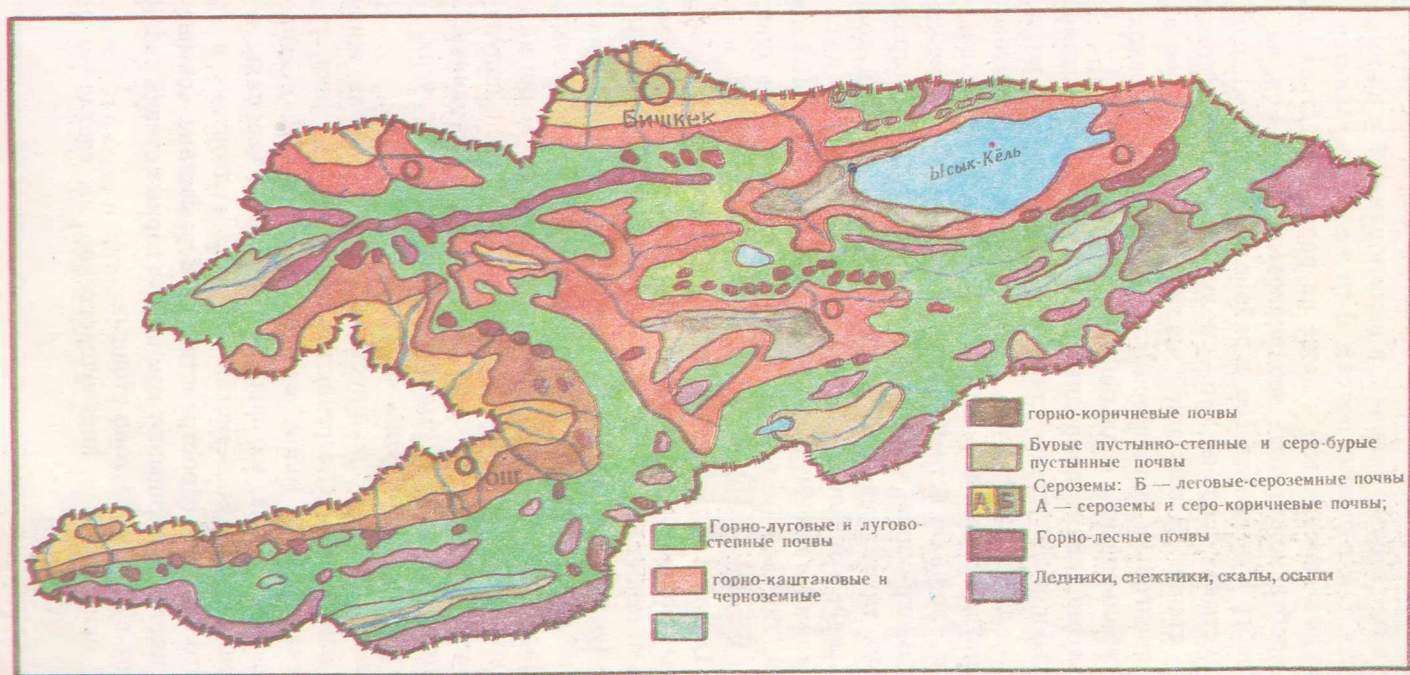 Бишкек
Ысык-Кёль
ОШ
Горно-луговые и лугово-
степные почвы
горно-каштановые и
черноземные
горно-коричневые почвы
Бурые пустынно-степные и серо-бурые
пустынные почвы
Сероземы: Б — леговые-сероземные почвы
А Б А — сероземы и серо-коричневые почвы;
Горно-лесные почвы
Ледники, снежники, скалы, осыпи